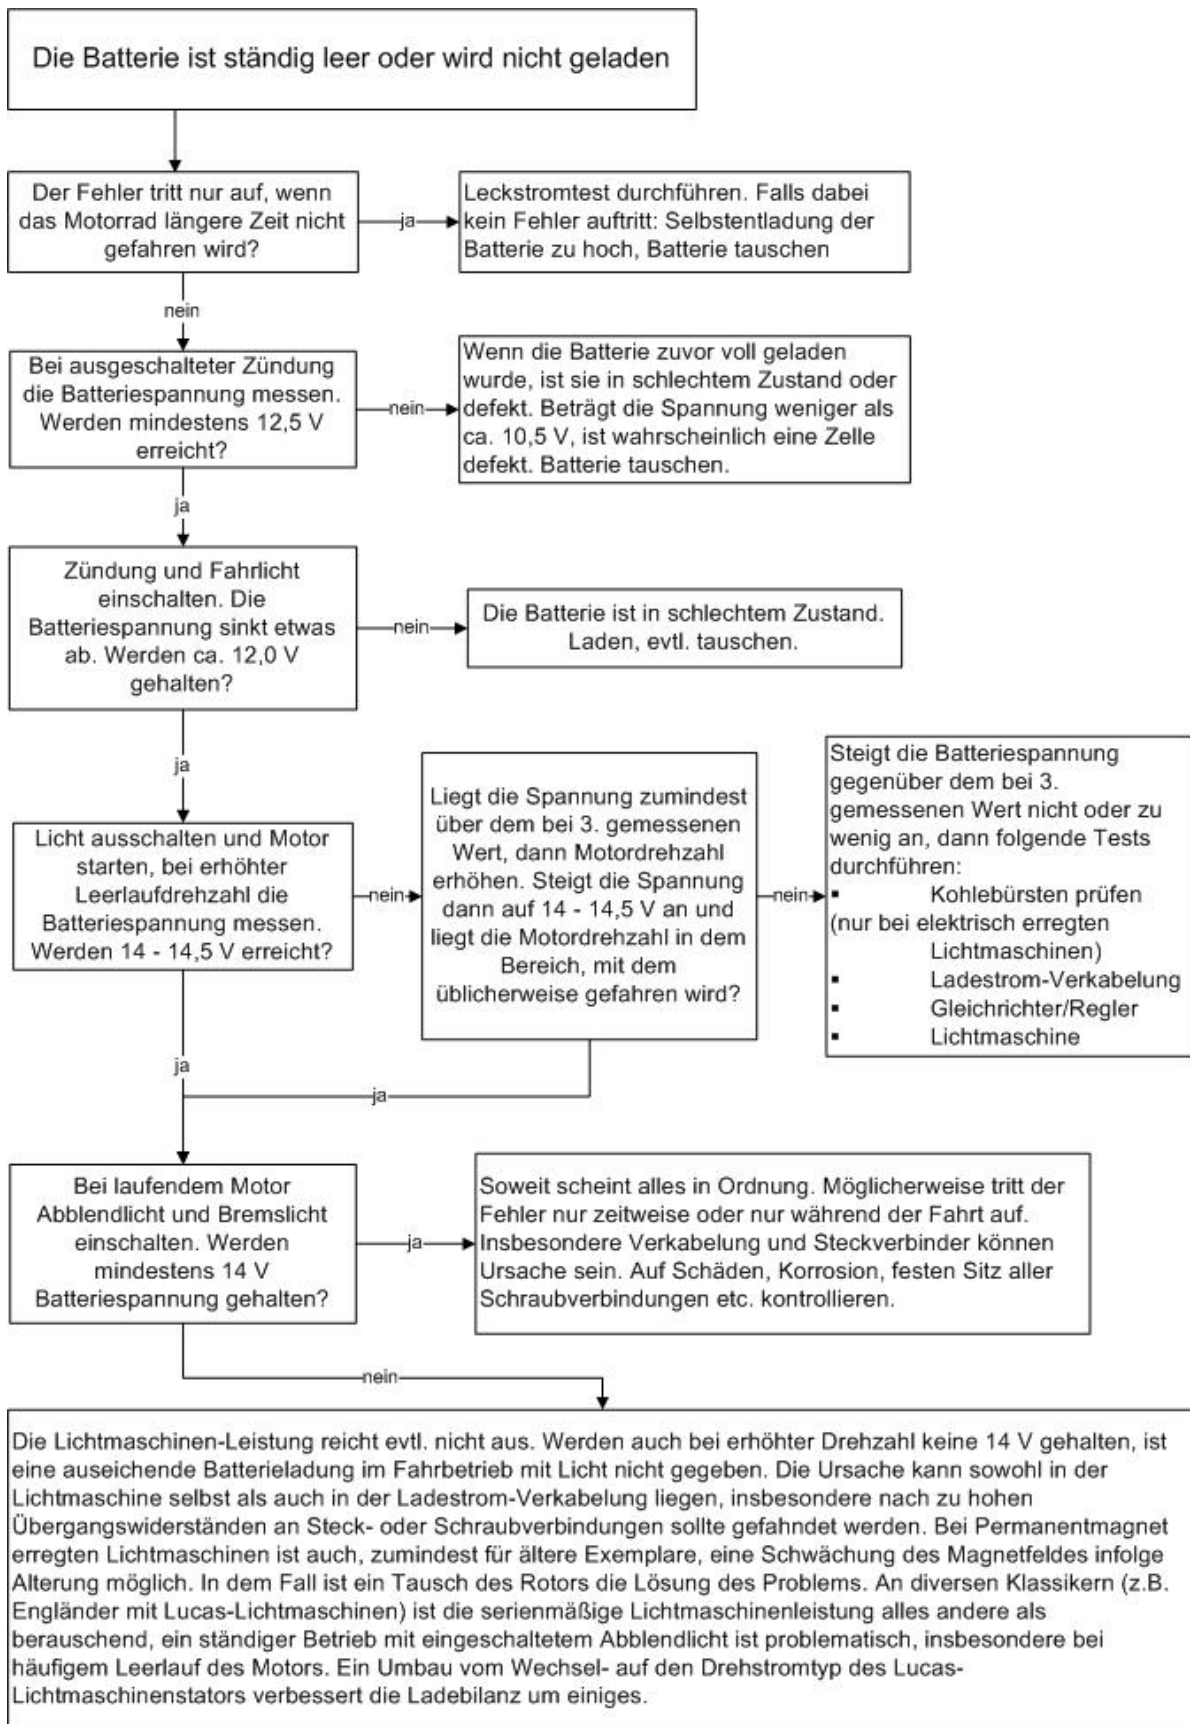 Die Batterie ist ständig leer oder wird nicht geladen
Der Fehler tritt nur auf, wenn
das Motorrad längere Zeit nicht
gefahren wird?
ja
Leckstromtest durchführen. Falls dabei
kein Fehler auftritt: Selbstentladung der
Batterie zu hoch, Batterie tauschen
nein
Bei ausgeschalteter Zündung
die Batteriespannung messen.
Werden mindestens 12,5 V
erreicht?
nein
Wenn die Batterie zuvor voll geladen
wurde, ist sie in schlechtem Zustand oder
defekt. Beträgt die Spannung weniger als
ca. 10,5 V, ist wahrscheinlich eine Zelle
defekt. Batterie tauschen.
ja
Zündung und Fahrlicht
einschalten. Die
Batteriespannung sinkt etwas
ab. Werden ca. 12,0 V
gehalten?
nein
Die Batterie ist in schlechtem Zustand.
Laden, evtl. tauschen.
ja
Licht ausschalten und Motor
starten, bei erhöhter
Leerlaufdrehzahl die
Batteriespannung messen.
Werden 14 - 14,5 V erreicht?
nein
Liegt die Spannung zumindest
über dem bei 3. gemessenen
Wert, dann Motordrehzahl
erhöhen. Steigt die Spannung
dann auf 14 - 14,5 V an und
liegt die Motordrehzahl in dem
Bereich, mit dem
üblicherweise gefahren wird?
nein
Steigt die Batteriespannung
gegenüber dem bei 3.
gemessenen Wert nicht oder zu
wenig an, dann folgende Tests
durchführen:
▪ Kohlebürsten prüfen
(nur bei elektrisch erregten
Lichtmaschinen)
▪ Ladestrom-Verkabelung
▪ Gleichrichter/Regler
▪ Lichtmaschine
ja
ja
Bei laufendem Motor
Abblendlicht und Bremslicht
einschalten. Werden
mindestens 14 V
Batteriespannung gehalten?
ja
Soweit scheint alles in Ordnung. Möglicherweise tritt der
Fehler nur zeitweise oder nur während der Fahrt auf.
Insbesondere Verkabelung und Steckverbinder können
Ursache sein. Auf Schäden, Korrosion, festen Sitz aller
Schraubverbindungen etc. kontrollieren.
nein
Die Lichtmaschinen-Leistung reicht evtl. nicht aus. Werden auch bei erhöhter Drehzahl keine 14 V gehalten, ist
eine auseichende Batterieladung im Fahrbetrieb mit Licht nicht gegeben. Die Ursache kann sowohl in der
Lichtmaschine selbst als auch in der Ladestrom-Verkabelung liegen, insbesondere nach zu hohen
Übergangswiderständen an Steck- oder Schraubverbindungen sollte gefahndet werden. Bei Permanentmagnet
erregten Lichtmaschinen ist auch, zumindest für ältere Exemplare, eine Schwächung des Magnetfeldes infolge
Alterung möglich. In dem Fall ist ein Tausch des Rotors die Lösung des Problems. An diversen Klassikern (z.B.
Engländer mit Lucas-Lichtmaschinen) ist die serienmäßige Lichtmaschinenleistung alles andere als
berauschend, ein ständiger Betrieb mit eingeschaltetem Abblendlicht ist problematisch, insbesondere bei
häufigem Leerlauf des Motors. Ein Umbau vom Wechsel- auf den Drehstromtyp des Lucas-
Lichtmaschinenstators verbessert die Ladebilanz um einiges.